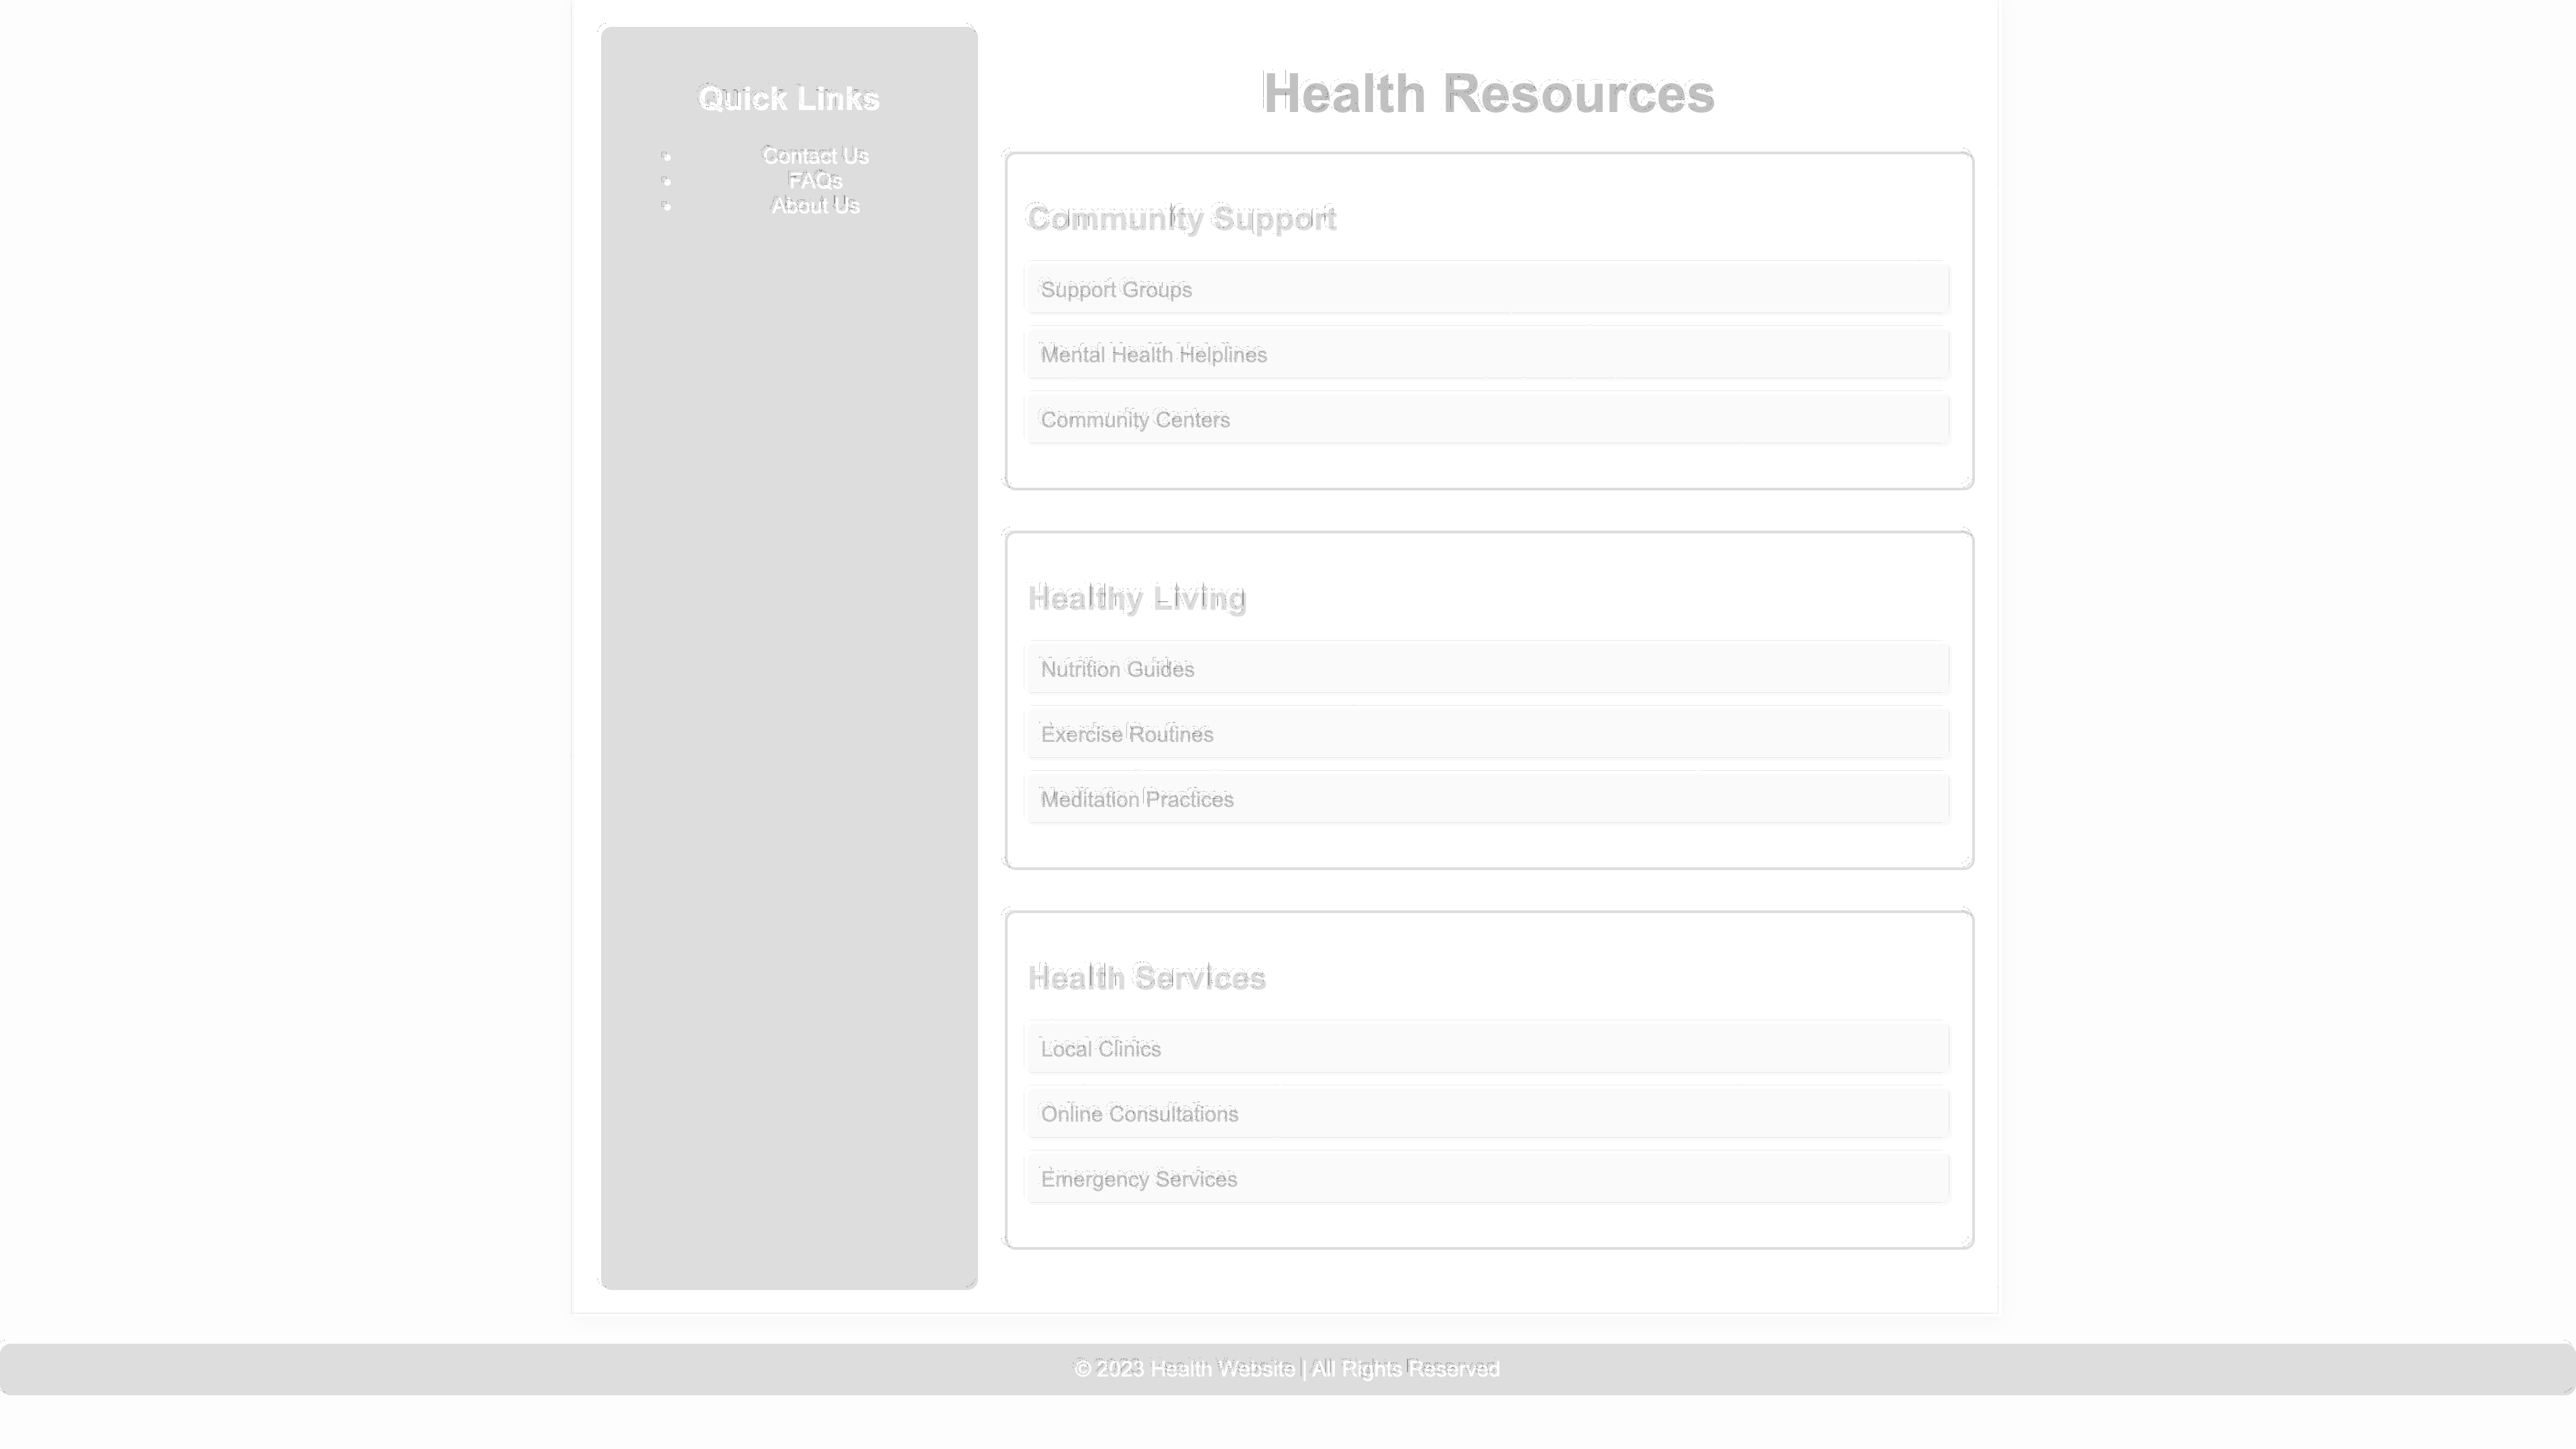 Quick Links
Contact Us
FAQs
About Us
Health Resources
Community Support
Support Groups
Mental Health Helplines
Community Centers
Healthy Living
Nutrition Guides
Exercise Routines
Meditation Practices
Health Services
Local Clinics
Online Consultations
Emergency Services
© 2023 Health Website | All Rights Reserved